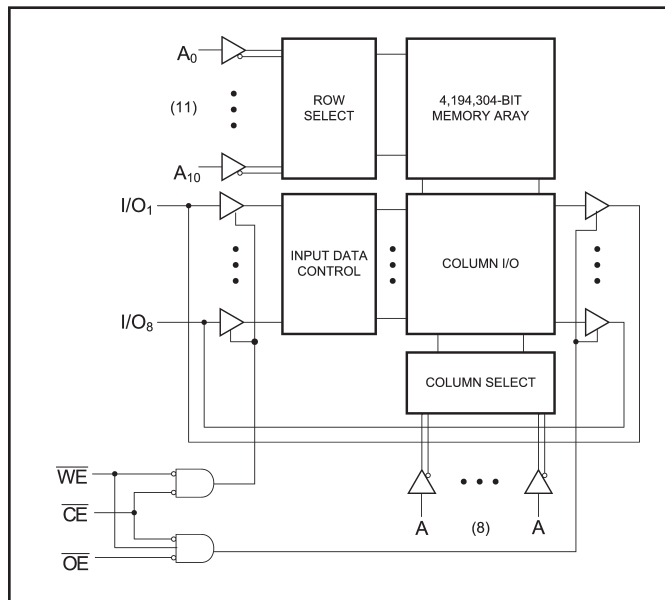 A0
(11)
A10
ROW
SELECT
4,194,304-BIT
MEMORY ARAY
I/O1
I/O8
INPUT DATA
CONTROL
COLUMN I/O
COLUMN SELECT
WE
CE
OE
A
(8)
A